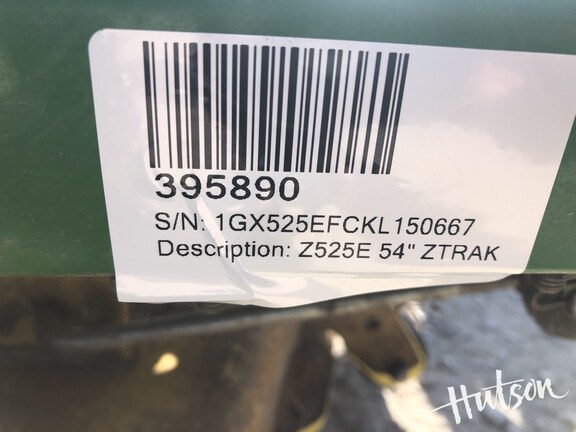 395890
S/N: 1GX525EFCKL150667
Description: Z525E 54" ZTRAK
Hutson